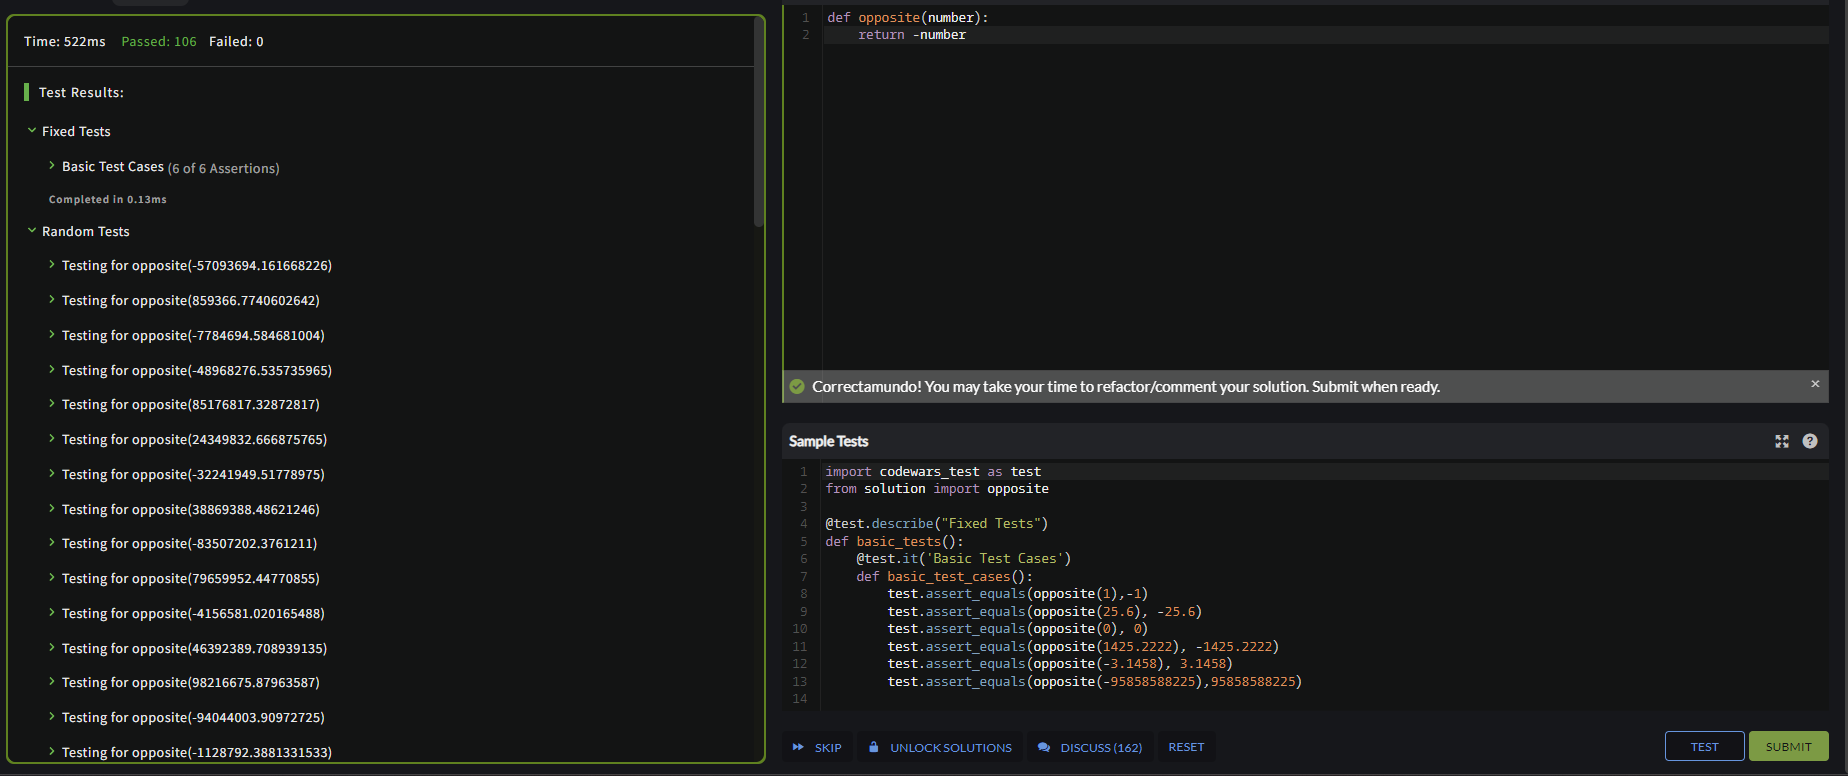 Time: 522ms Passed: 106 Failed: 0
Test Results:
Fixed Tests
Basic Test Cases (6 of 6 Assertions)
Completed in 0.13ms
Random Tests
Testing for opposite(-57093694.161668226)
Testing for opposite(859366.7740602642)
Testing for opposite(-7784694.584681004)
Testing for opposite(-48968276.535735965)
Testing for opposite(85176817.32872817)
Testing for opposite(24349832.666875765)
Testing for opposite(-32241949.51778975)
Testing for opposite(38869388.48621246)
Testing for opposite(-83507202.3761211)
Testing for opposite(79659952.44770855)
Testing for opposite(-4156581.020165488)
Testing for opposite(46392389.708939135)
Testing for opposite(98216675.87963587)
Testing for opposite(-94044003.90972725)
Testing for opposite(-1128792.3881331533)
1 def opposite(number):
2     return -number
Correctamundo! You may take your time to refactor/comment your solution. Submit when ready.
Sample Tests
1 import codewars_test as test
2 from solution import opposite
3
4 @test.describe("Fixed Tests")
5 def basic_tests():
6     @test.it('Basic Test Cases')
7     def basic_test_cases():
8         test.assert_equals(opposite(1),-1)
9         test.assert_equals(opposite(25.6), -25.6)
10         test.assert_equals(opposite(0), 0)
11         test.assert_equals(opposite(1425.2222), -1425.2222)
12         test.assert_equals(opposite(-3.1458), 3.1458)
13         test.assert_equals(opposite(-95858588225),95858588225)
14
SKIP UNLOCK SOLUTIONS DISCUSS (162) RESET TEST SUBMIT